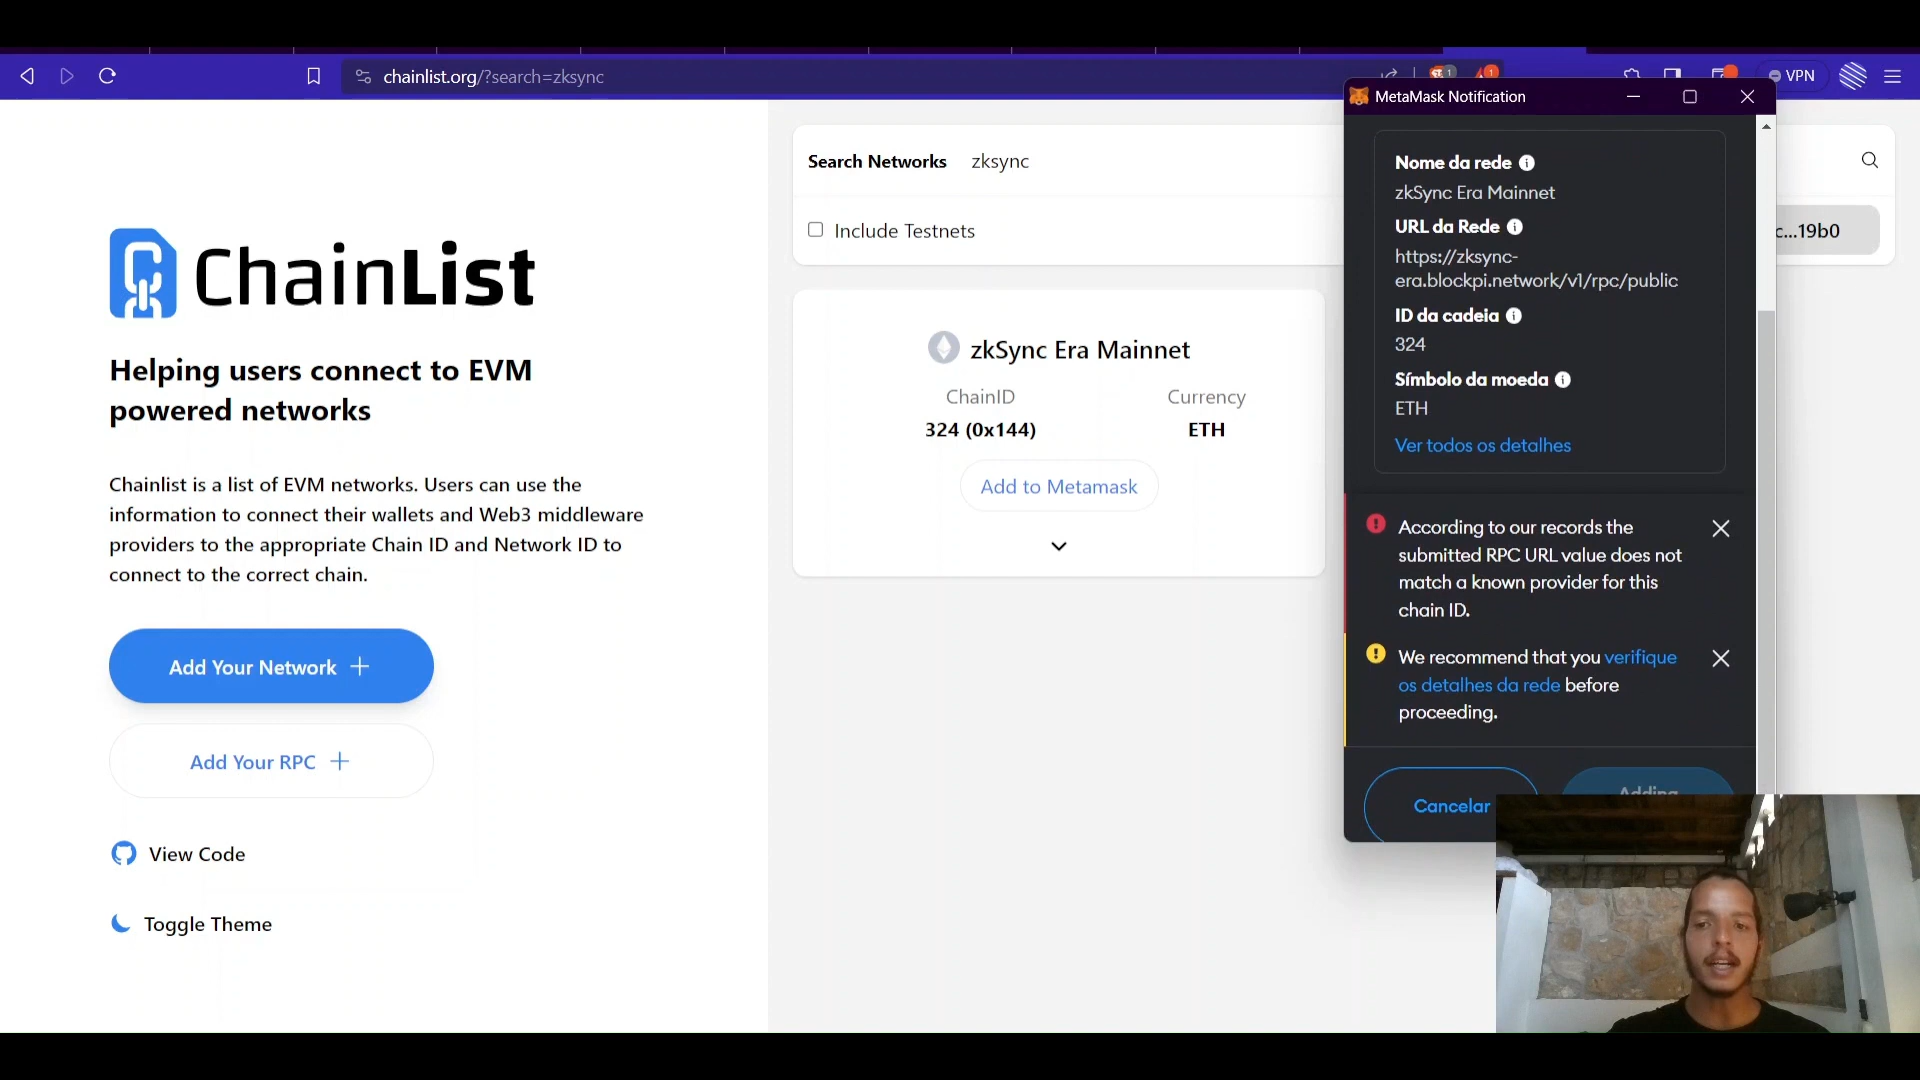 chainlist.org/?search=zksync
1
1
VPN
ChainList
Helping users connect to EVM
powered networks
Chainlist is a list of EVM networks. Users can use the
information to connect their wallets and Web3 middleware
providers to the appropriate Chain ID and Network ID to
connect to the correct chain.
Add Your Network
Add Your RPC
View Code
Toggle Theme
Search Networks zksync
Include Testnets
c...19b0
zkSync Era Mainnet
ChainID Currency
324 (0x144) ETH
Add to Metamask
MetaMask Notification
Nome da rede
zkSync Era Mainnet
URL da Rede
https://zksync-
era.blockpi.network/v1/rpc/public
ID da cadeia
324
Símbolo da moeda
ETH
Ver todos os detalhes
According to our records the
submitted RPC URL value does not
match a known provider for this
chain ID.
We recommend that you verifique
os detalhes da rede before
proceeding.
Cancelar
Adding